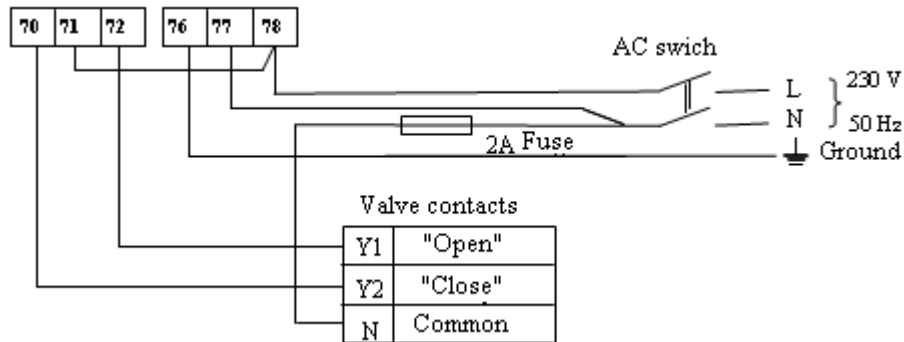 70 71 72 76 77 78
AC swich
L
230 V
N
50 Hz
2A Fuse
Ground
Valve contacts
Y1 "Open"
Y2 "Close"
N Common